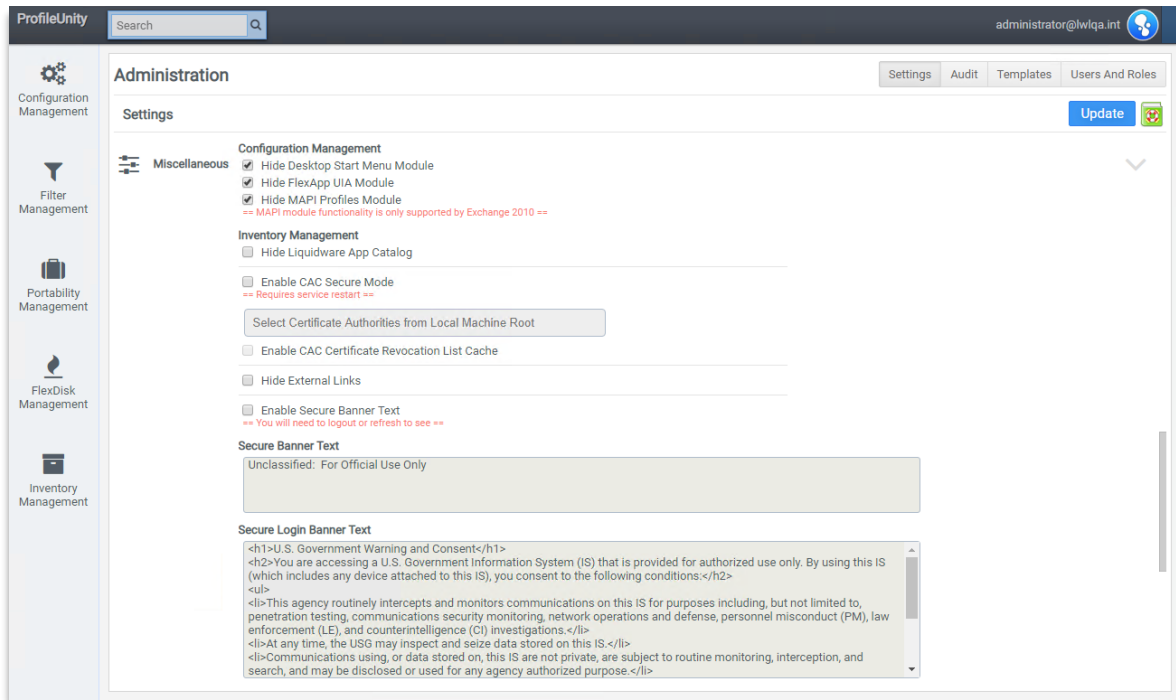 ProfileUnity
Search
administrator@lwlqa.int
Configuration
Management
Filter
Management
Portability
Management
FlexDisk
Management
Inventory
Management
Administration
Settings
Audit
Templates
Users And Roles
Settings
Update
Miscellaneous
Configuration Management
Hide Desktop Start Menu Module
Hide FlexApp UIA Module
Hide MAPI Profiles Module
== MAPI module functionality is only supported by Exchange 2010 ==
Inventory Management
Hide Liquidware App Catalog
Enable CAC Secure Mode
== Requires service restart ==
Select Certificate Authorities from Local Machine Root
Enable CAC Certificate Revocation List Cache
Hide External Links
Enable Secure Banner Text
== You will need to logout or refresh to see ==
Secure Banner Text
Unclassified:  For Official Use Only
Secure Login Banner Text
<h1>U.S. Government Warning and Consent</h1>
<h2>You are accessing a U.S. Government Information System (IS) that is provided for authorized use only. By using this IS
(which includes any device attached to this IS), you consent to the following conditions:</h2>
<ul>
<li>This agency routinely intercepts and monitors communications on this IS for purposes including, but not limited to,
penetration testing, communications security monitoring, network operations and defense, personnel misconduct (PM), law
enforcement (LE), and counterintelligence (CI) investigations.</li>
<li>At any time, the USG may inspect and seize data stored on this IS.</li>
<li>Communications using, or data stored on, this IS are not private, are subject to routine monitoring, interception, and
search, and may be disclosed or used for any agency authorized purpose.</li>